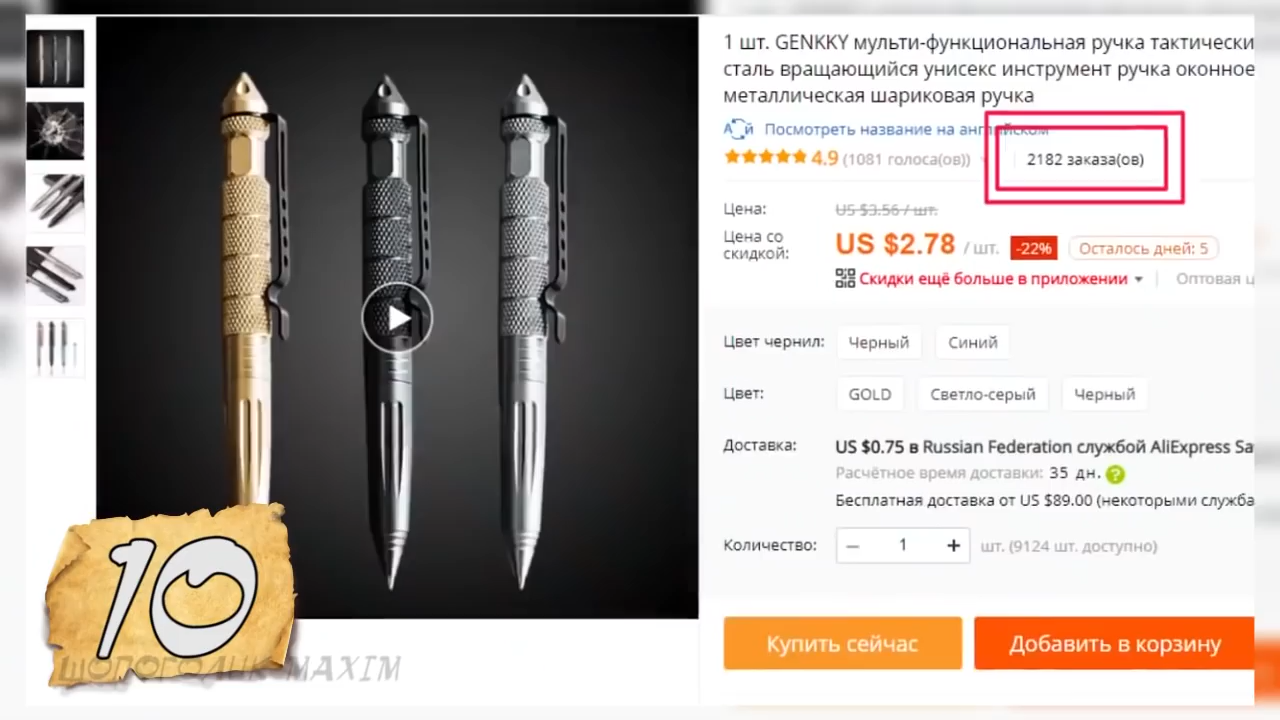 1 шт. GENKKY мульти-функциональная ручка тактически
сталь вращающийся унисекс инструмент ручка оконное
металлическая шариковая ручка
Посмотреть название на английском
4.9 (1081 голоса(ов)) 2182 заказа(ов)
Цена: US $3.56 / шт.
Цена со скидкой: US $2.78 / шт. -22% Осталось дней: 5
Скидки ещё больше в приложении Оптовая ц
Цвет чернил: Черный Синий
Цвет: GOLD Светло-серый Черный
Доставка: US $0.75 в Russian Federation службой AliExpress Sa
Расчётное время доставки: 35 дн. ?
Бесплатная доставка от US $89.00 (некоторыми служба
Количество: − 1 + шт. (9124 шт. доступно)
Купить сейчас Добавить в корзину
10
ШОПОГОЛИК MAXIM